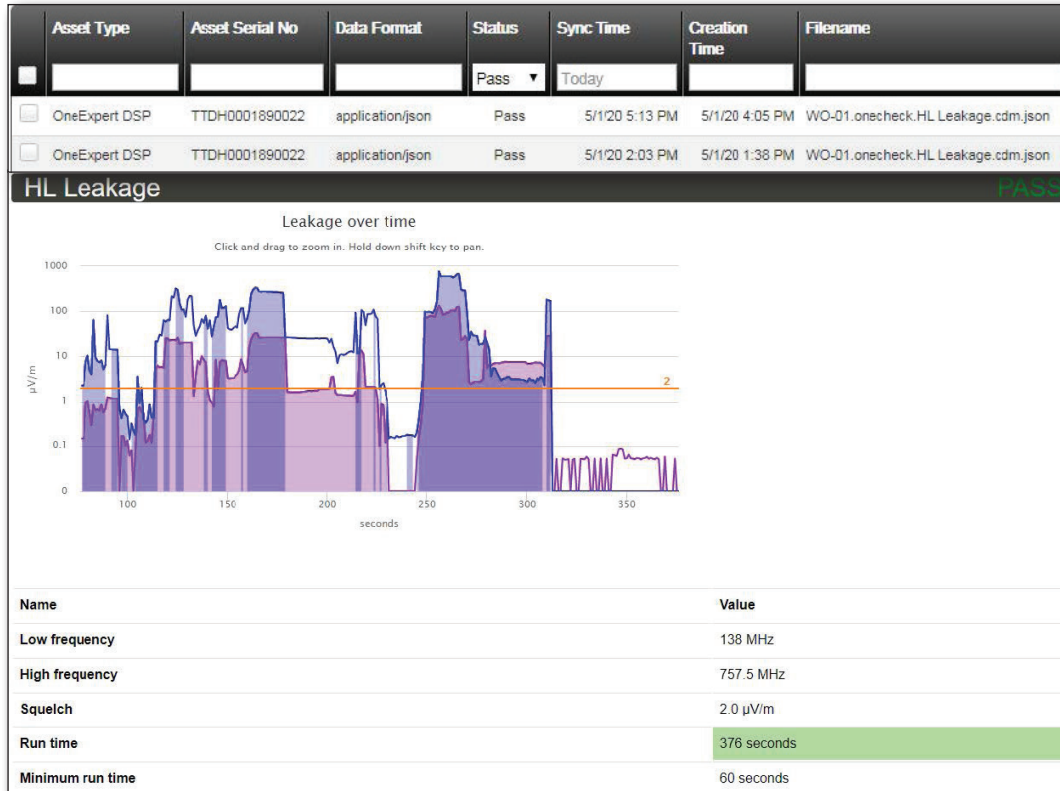 Asset Type Asset Serial No Data Format Status Sync Time Creation Time Filename
Pass Today
OneExpert DSP TTDH0001890022 application/json Pass 5/1/20 5:13 PM 5/1/20 4:05 PM WO-01.onecheck.HL Leakage.cdm.json
OneExpert DSP TTDH0001890022 application/json Pass 5/1/20 2:03 PM 5/1/20 1:38 PM WO-01.onecheck.HL Leakage.cdm.json
HL Leakage PASS
Leakage over time
Click and drag to zoom in. Hold down shift key to pan.
1000
100
10
1
0.1
0
µV/m
2
100 150 200 250 300 350
seconds
Name Value
Low frequency 138 MHz
High frequency 757.5 MHz
Squelch 2.0 µV/m
Run time 376 seconds
Minimum run time 60 seconds